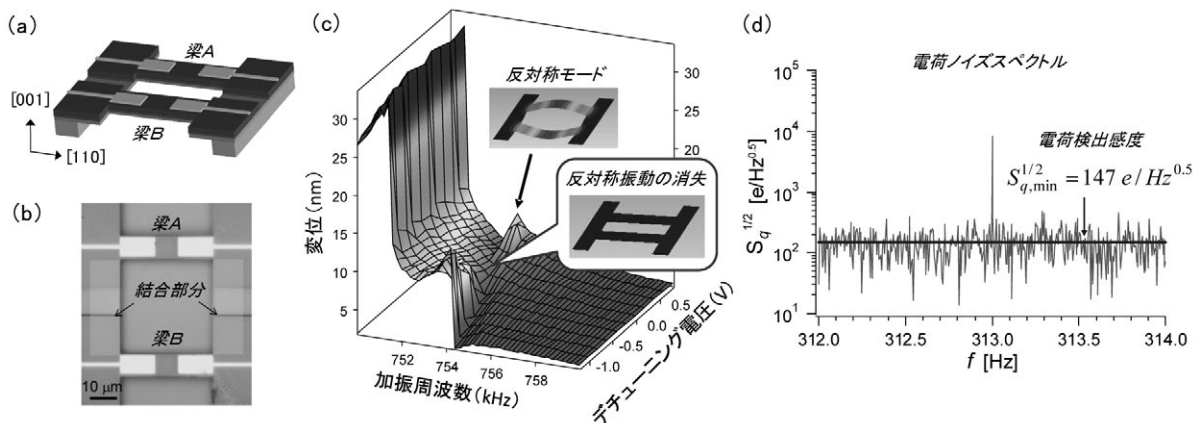 (a)
梁A
梁B
[001]
[110]
(b)
梁A
結合部分
梁B
10 μm
(c)
変位(nm)
30
25
20
15
10
5
30
25
20
反対称モード
反対称振動の消失
752
754
756
758
加振周波数(kHz)
-1.0
-0.5
0.0
0.5
デチューニング電圧(V)
(d)
電荷ノイズスペクトル
電荷検出感度
S_{q,min}^{1/2} = 147 e/Hz^{0.5}
S_q^{1/2} [e/Hz^{0.5}]
10^5
10^4
10^3
10^2
10^1
312.0
312.5
313.0
313.5
314.0
f [Hz]